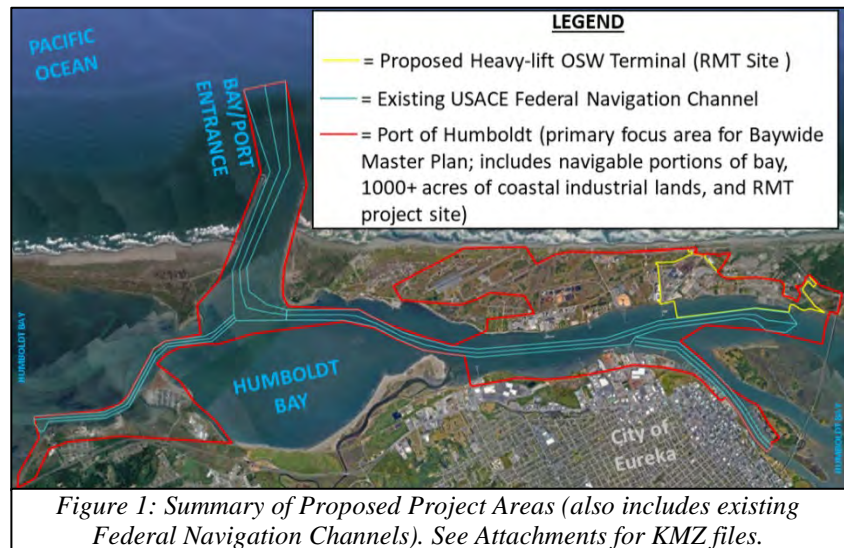 PACIFIC
OCEAN
BAY/PORT
ENTRANCE
LEGEND
= Proposed Heavy-lift OSW Terminal (RMT Site )
= Existing USACE Federal Navigation Channel
= Port of Humboldt (primary focus area for Baywide
Master Plan; includes navigable portions of bay,
1000+ acres of coastal industrial lands, and RMT
project site)
HUMBOLDT BAY
HUMBOLDT
BAY
City of
Eureka
HUMBOLDT BAY
Figure 1: Summary of Proposed Project Areas (also includes existing
Federal Navigation Channels). See Attachments for KMZ files.